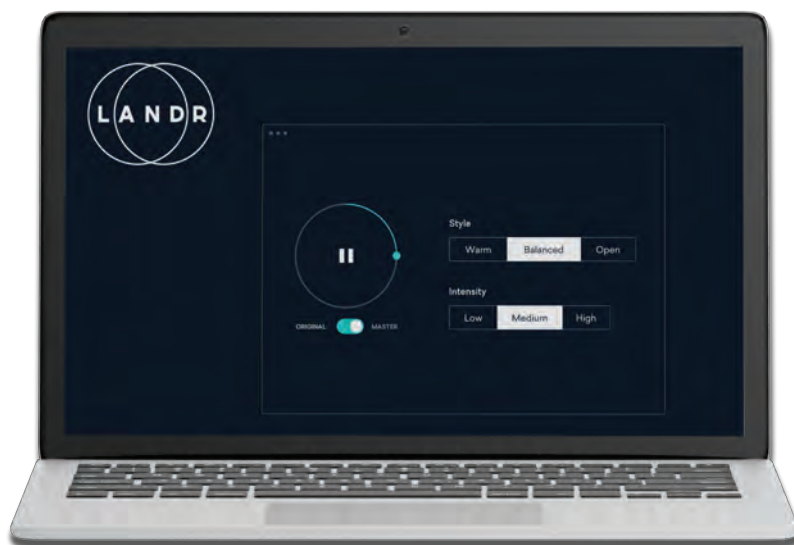 LANDR
Style
Warm Balanced Open
Intensity
Low Medium High
ORIGINAL MASTER